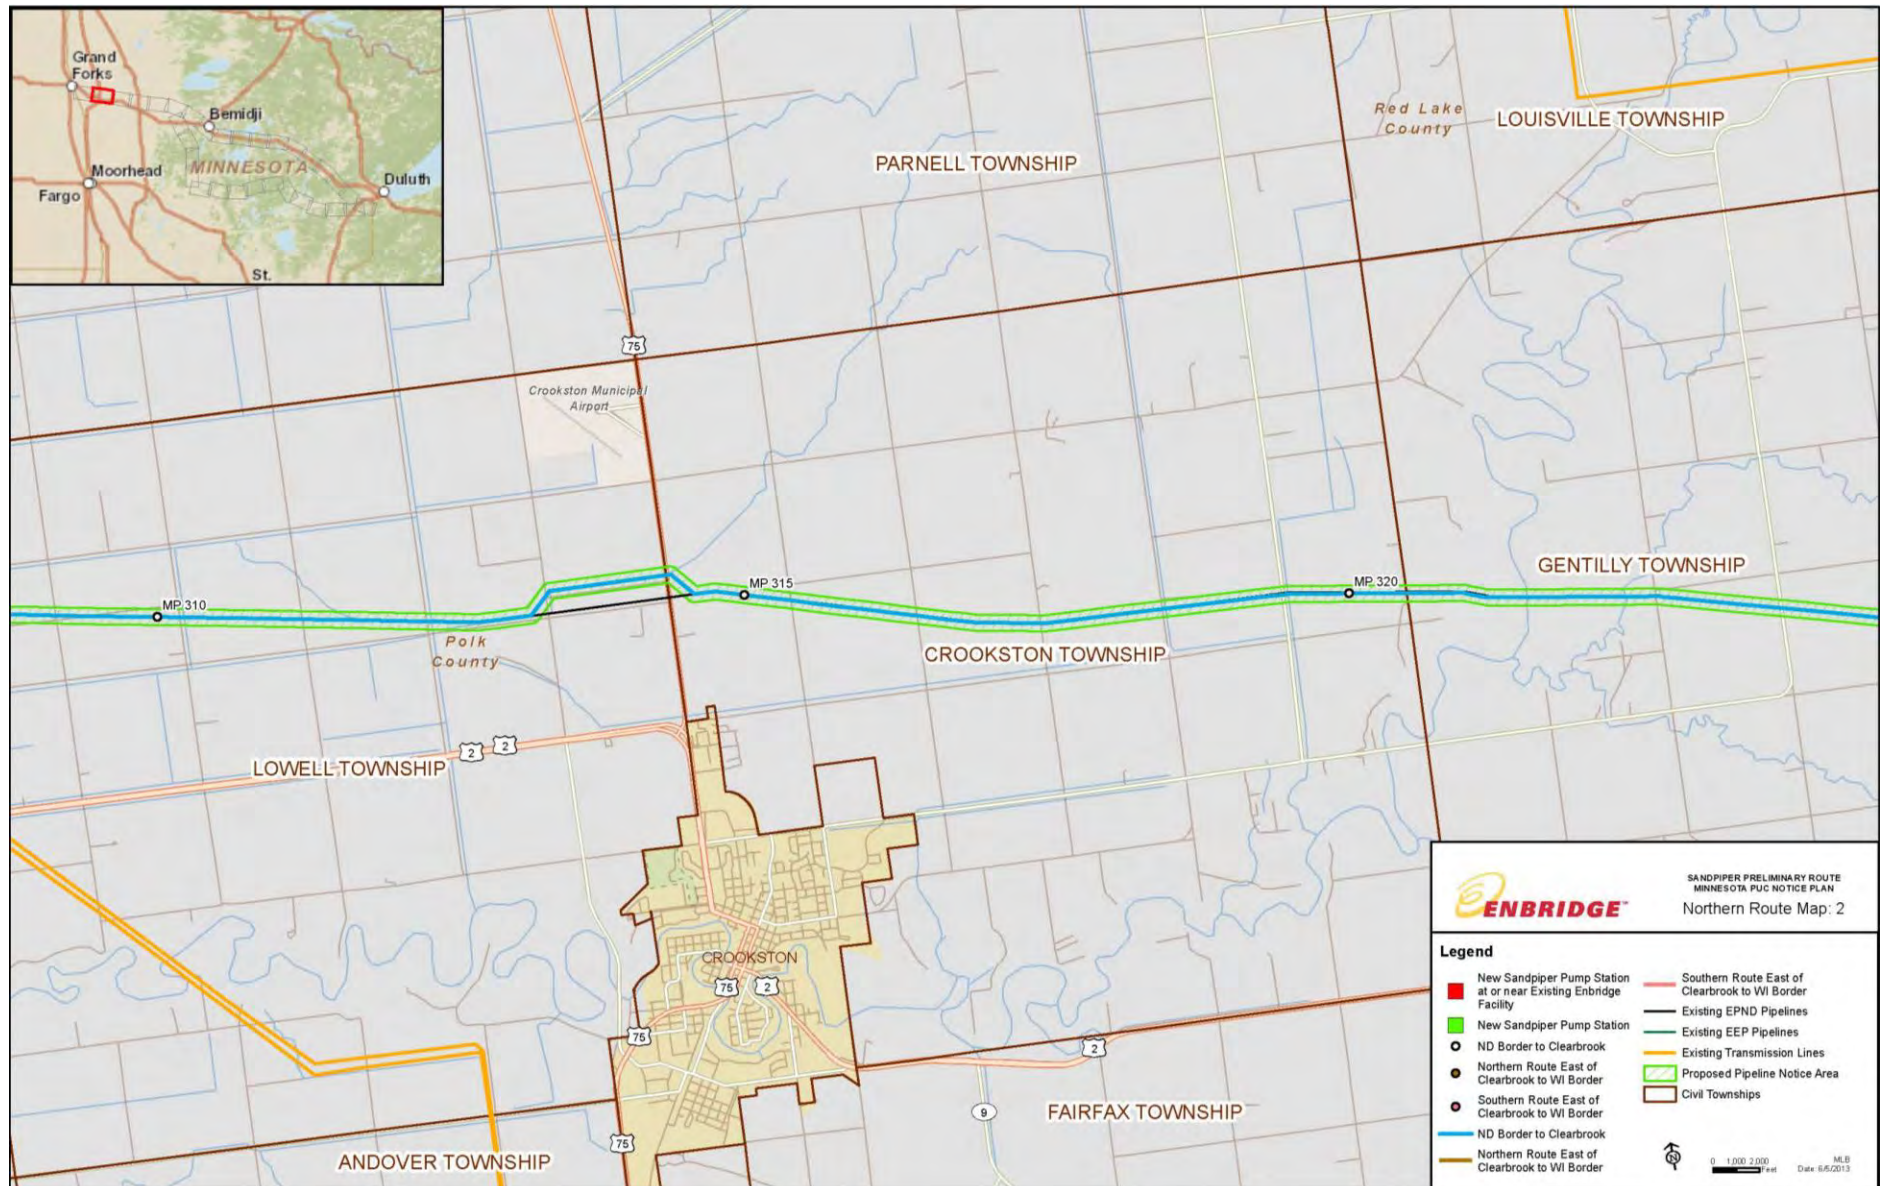 Grand
Forks
Bemidji
MINNESOTA
Moorhead
Fargo
Duluth
St.
PARNELL TOWNSHIP
Red Lake
County
LOUISVILLE TOWNSHIP
75
Crookston Municipal
Airport
MP 310
MP 315
MP 320
GENTILLY TOWNSHIP
Polk
County
CROOKSTON TOWNSHIP
2
2
LOWELL TOWNSHIP
CROOKSTON
75
2
75
2
9
FAIRFAX TOWNSHIP
75
ANDOVER TOWNSHIP
ENBRIDGE™
SANDPIPER PRELIMINARY ROUTE
MINNESOTA PUC NOTICE PLAN
Northern Route Map: 2
Legend
New Sandpiper Pump Station
at or near Existing Enbridge
Facility
New Sandpiper Pump Station
ND Border to Clearbrook
Northern Route East of
Clearbrook to WI Border
Southern Route East of
Clearbrook to WI Border
ND Border to Clearbrook
Northern Route East of
Clearbrook to WI Border
Southern Route East of
Clearbrook to WI Border
Existing EPND Pipelines
Existing EEP Pipelines
Existing Transmission Lines
Proposed Pipeline Notice Area
Civil Townships
N
0 1,000 2,000
Feet
MLB
Date: 6/5/2013